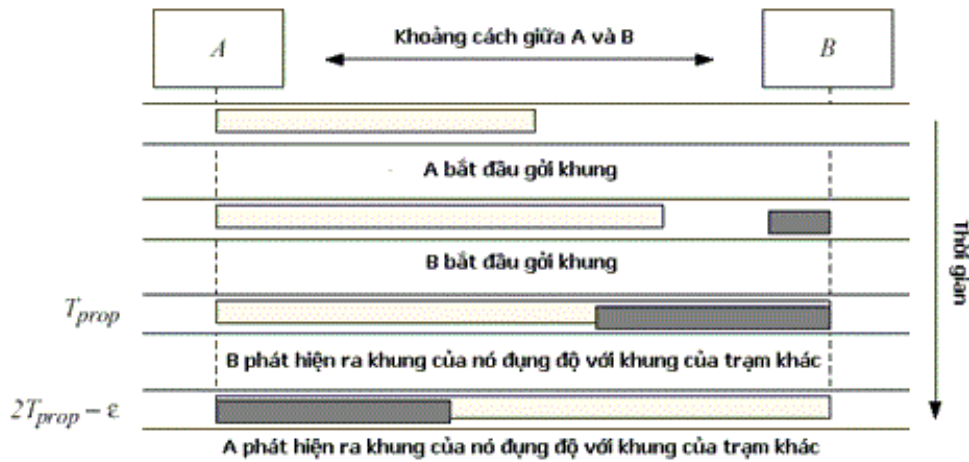 A
Khoảng cách giữa A và B
B
A bắt đầu gởi khung
B bắt đầu gởi khung
Tprop
B phát hiện ra khung của nó đụng độ với khung của trạm khác
2Tprop – ε
A phát hiện ra khung của nó đụng độ với khung của trạm khác
Thời gian